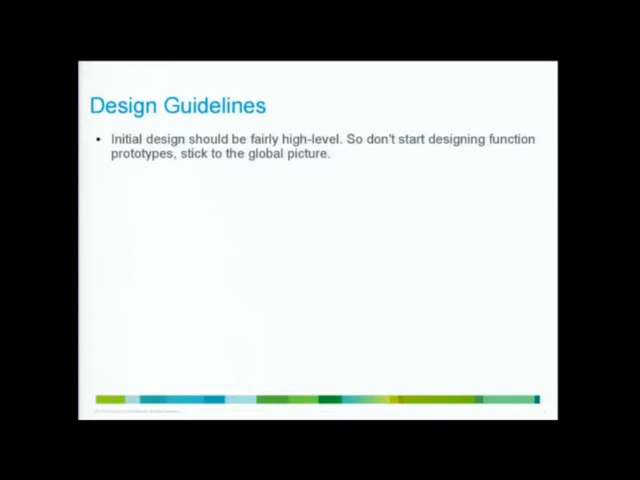 Design Guidelines
• Initial design should be fairly high-level. So don't start designing function
prototypes, stick to the global picture.